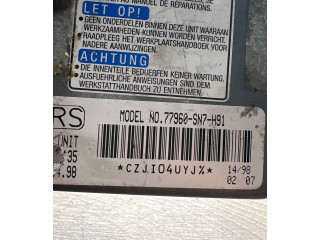 AU MANUEL DE RÉPARATIONS.
LET OP!
• GEEN ONDERDELEN BINNEN DEZE UNIT WAARAAN
WERKZAAMHEDEN KUNNEN WORDEN VERRICHT.
RAADPLEEG HET WERKPLAATSHANDBOEK VOOR
NADERE AANWIJZINGEN.
ACHTUNG
• DIE INNENTEILE BEDUERFEN KEINER WARTUNG.
• AUSFUEHRLICHE ANWEISUNGEN SIND DEM
WERKSTATTHANDBUCH ZU ENTNEHMEN.
RS
MODEL NO.77960-SN7-H91
UNIT
35
.98
*CZJIO4UYJ%*
14/98
02 07